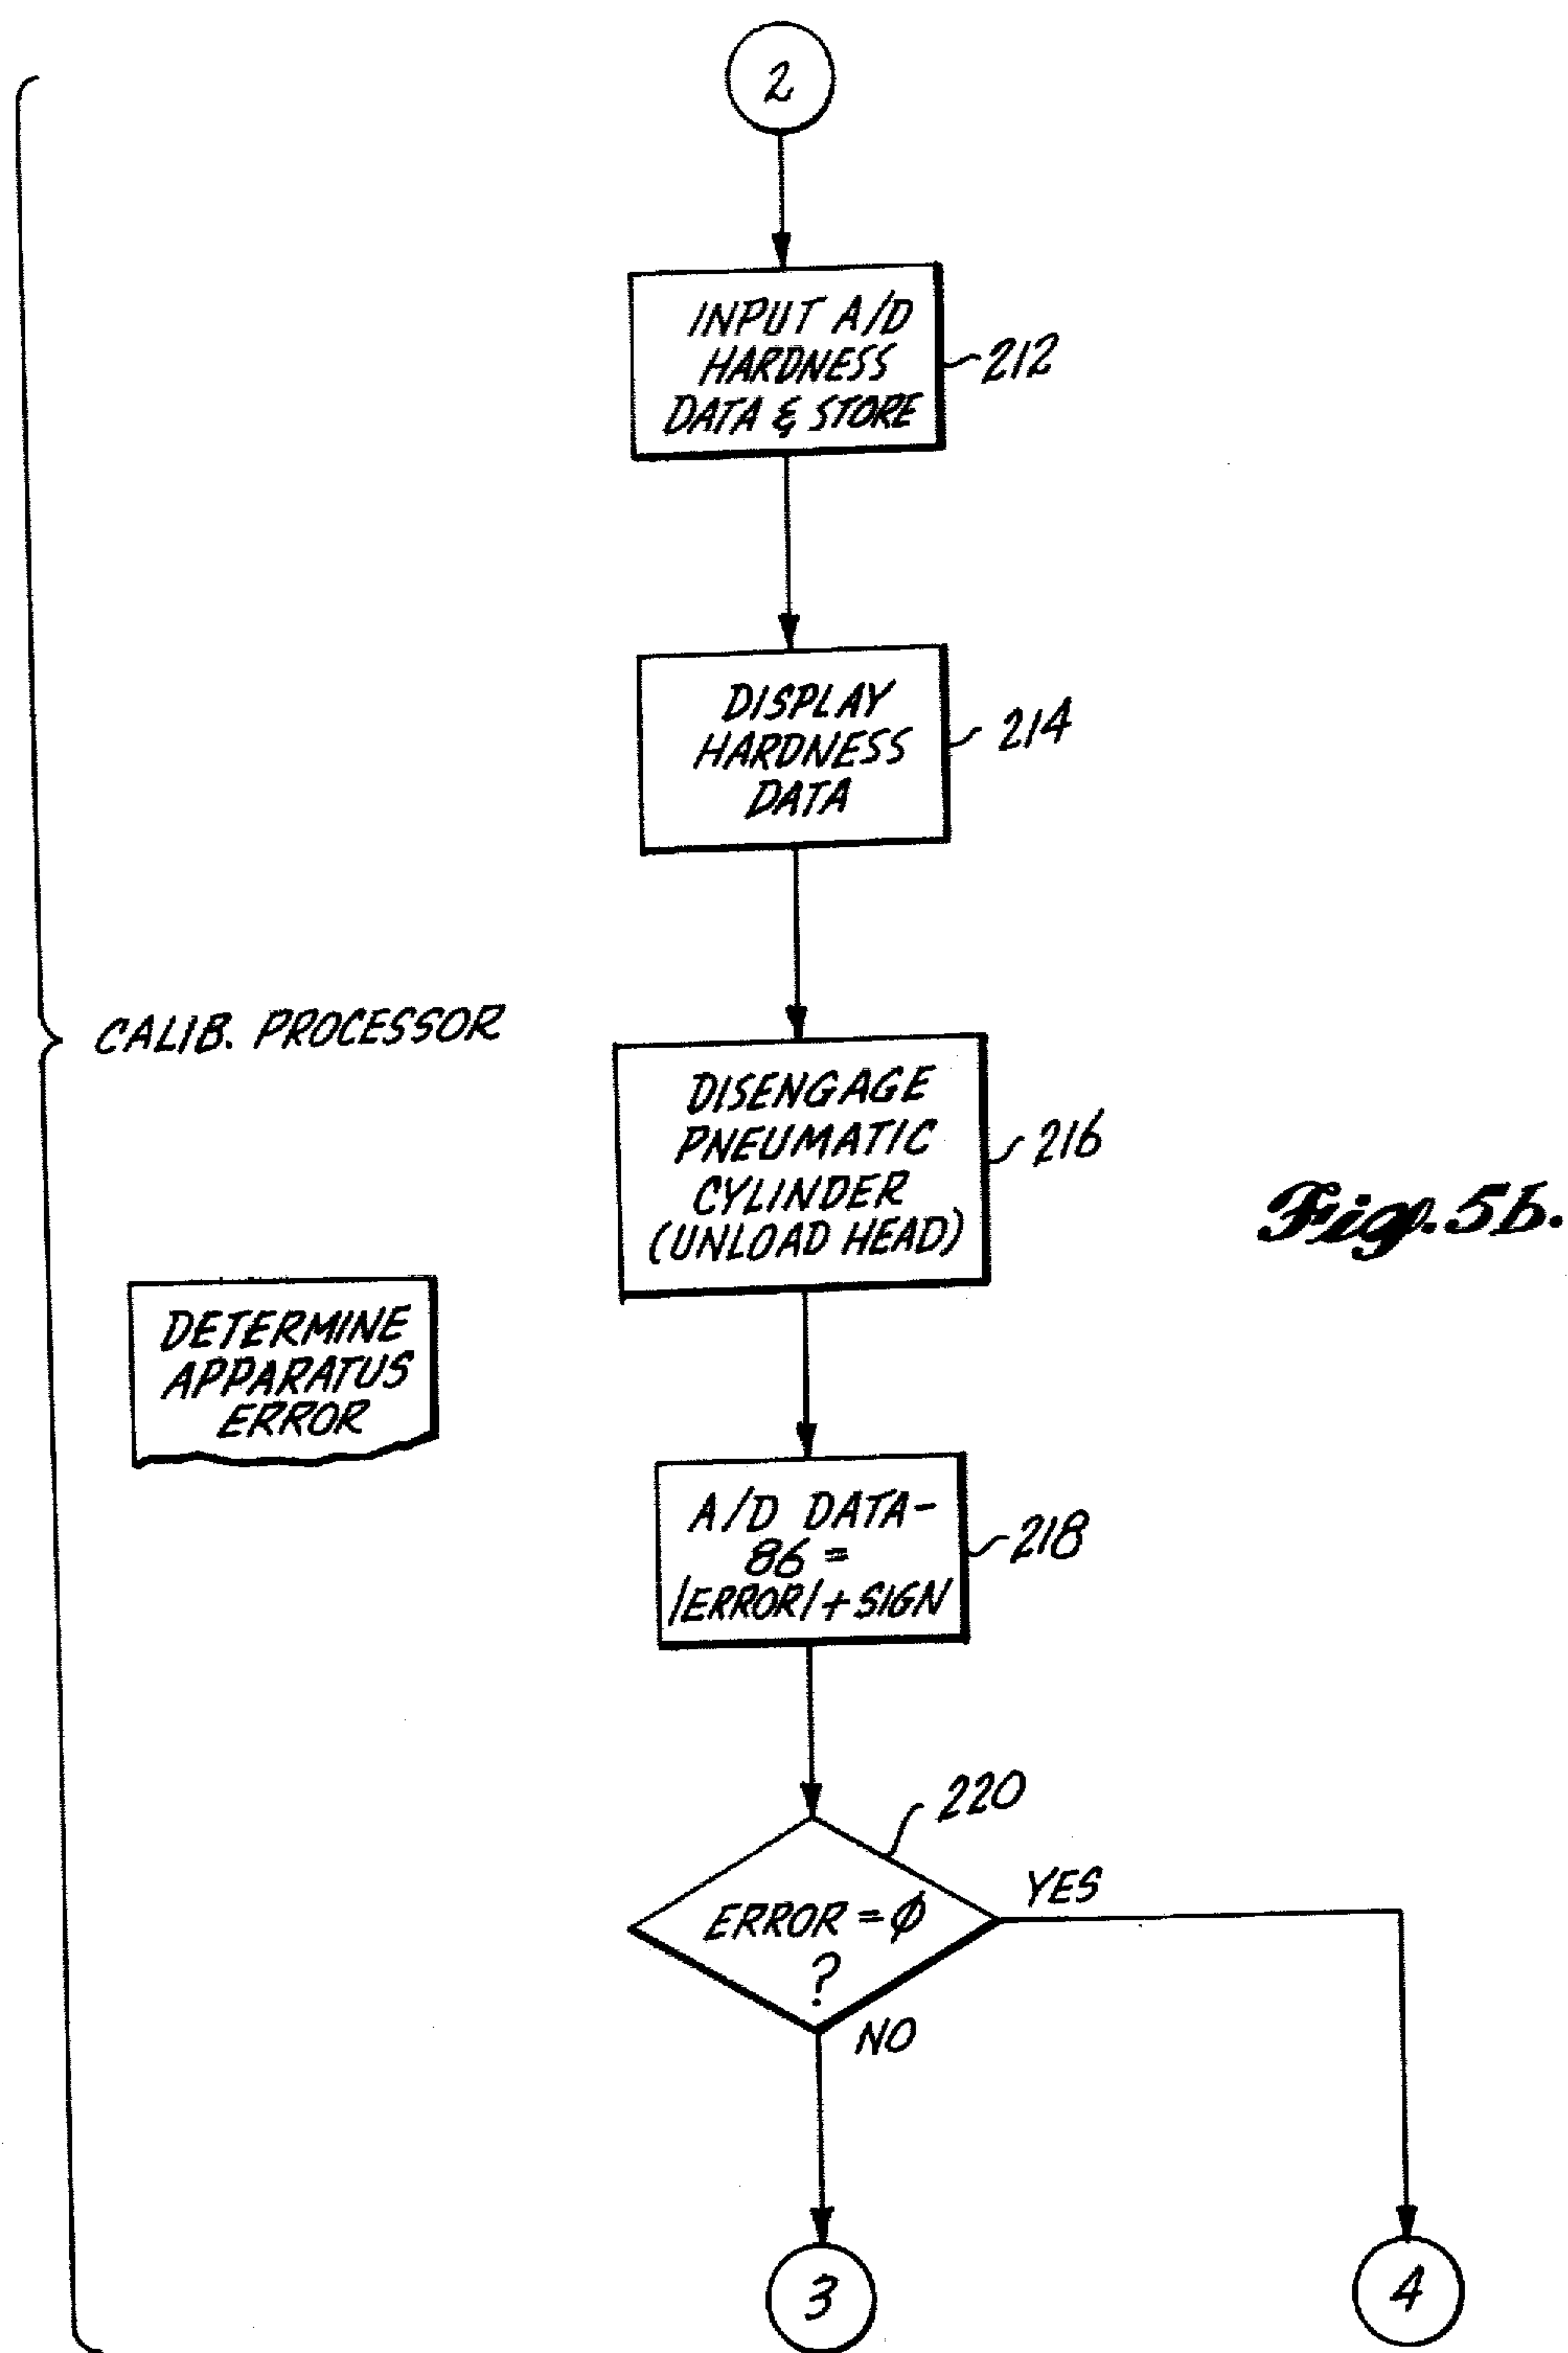 2
INPUT A/D
HARDNESS
DATA & STORE
212
DISPLAY
HARDNESS
DATA
214
CALIB. PROCESSOR
DISENGAGE
PNEUMATIC
CYLINDER
(UNLOAD HEAD)
216
Fig. 5b.
DETERMINE
APPARATUS
ERROR
A/D DATA-
86 =
|ERROR|+SIGN
218
220
ERROR = Ø
?
YES
NO
3
4